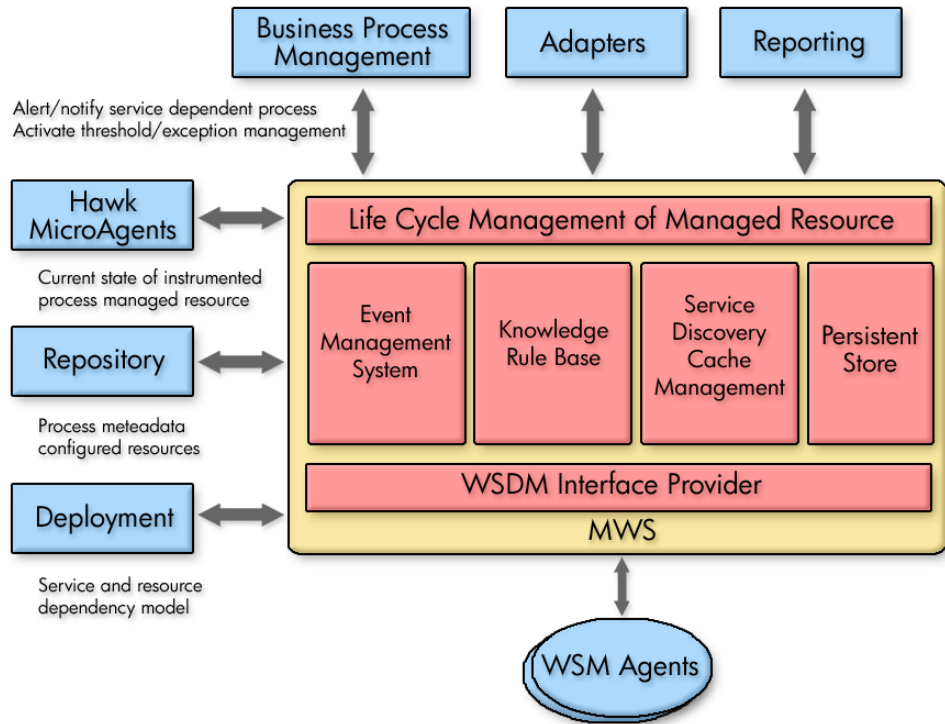 Business Process
Management
Adapters
Reporting
Alert/notify service dependent process
Activate threshold/exception management
Hawk
MicroAgents
Life Cycle Management of Managed Resource
Current state of instrumented
process managed resource
Event
Management
System
Knowledge
Rule Base
Service
Discovery
Cache
Management
Persistent
Store
Repository
Process meteadata
configured resources
WSDM Interface Provider
Deployment
MWS
Service and resource
dependency model
WSM Agents